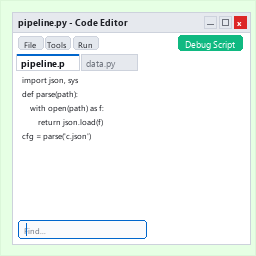 pipeline.py - Code Editor
x
File Tools Run Debug Script
pipeline.p data.py
import json, sys
def parse(path):
with open(path) as f:
return json.load(f)
cfg = parse('c.json')
Find...